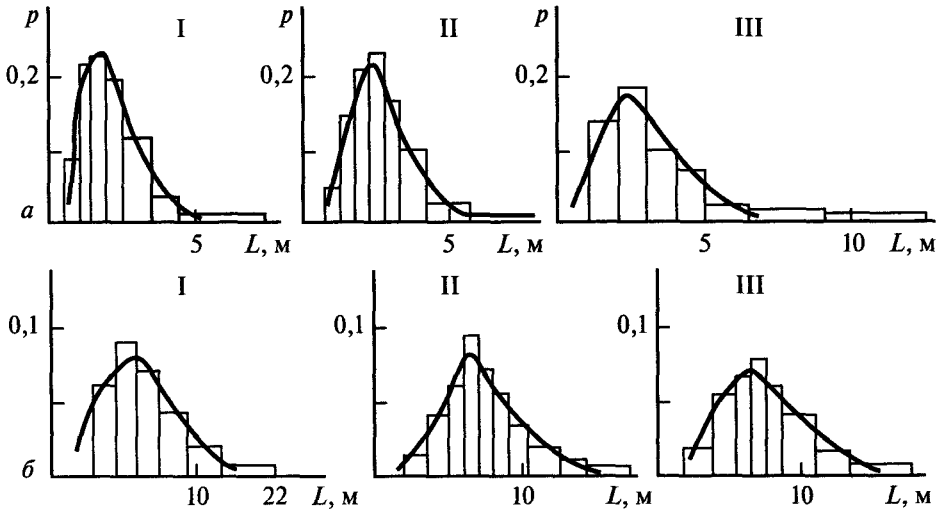 p I II III
0,2 0,2 0,2
a 5 L, м 5 L, м 5 10 L, м
I II III
0,1 0,1 0,1
б 10 22 L, м 10 L, м 10 L, м